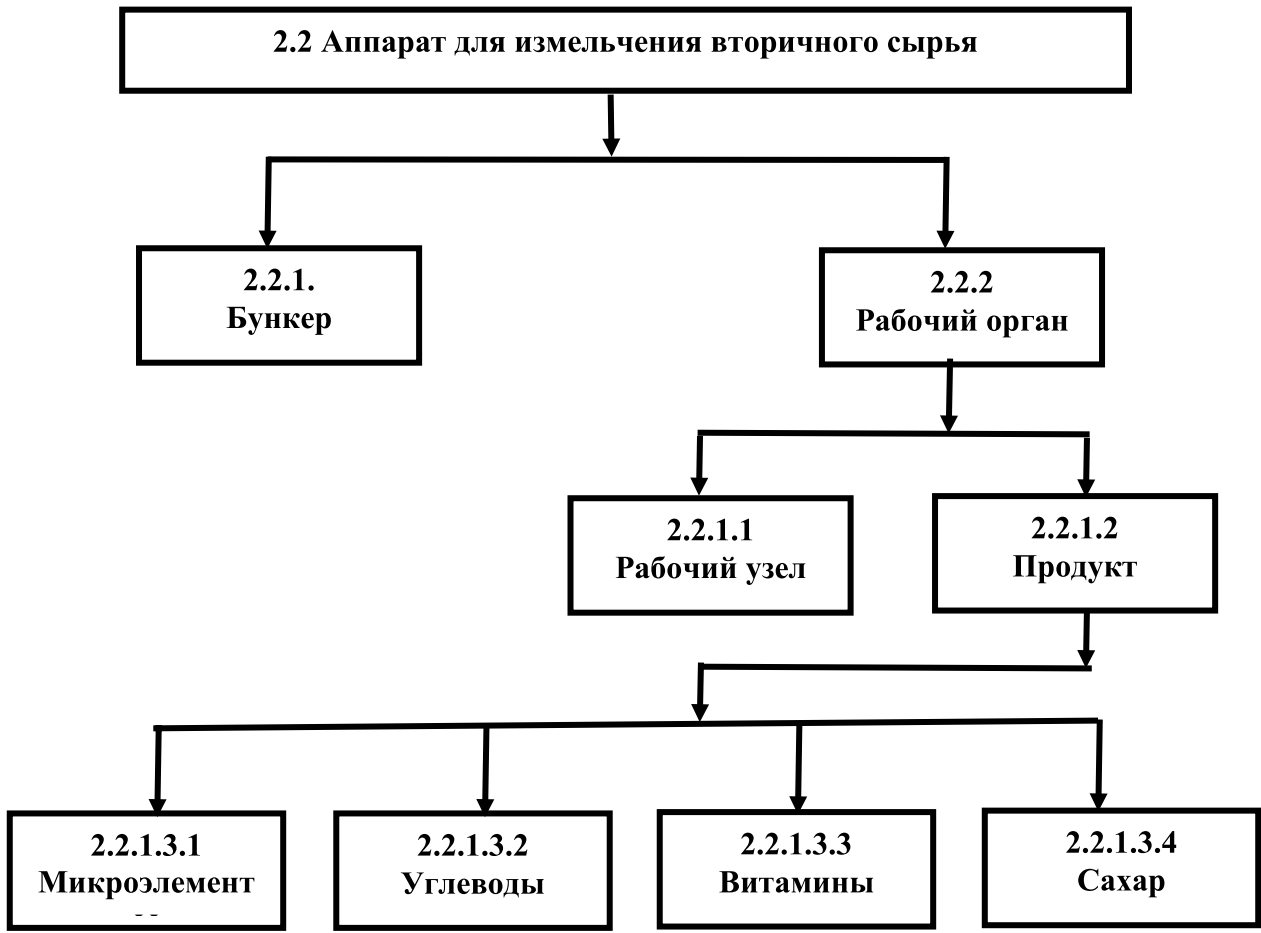 2.2 Аппарат для измельчения вторичного сырья
2.2.1.
Бункер
2.2.2
Рабочий орган
2.2.1.1
Рабочий узел
2.2.1.2
Продукт
2.2.1.3.1
Микроэлемент
2.2.1.3.2
Углеводы
2.2.1.3.3
Витамины
2.2.1.3.4
Сахар